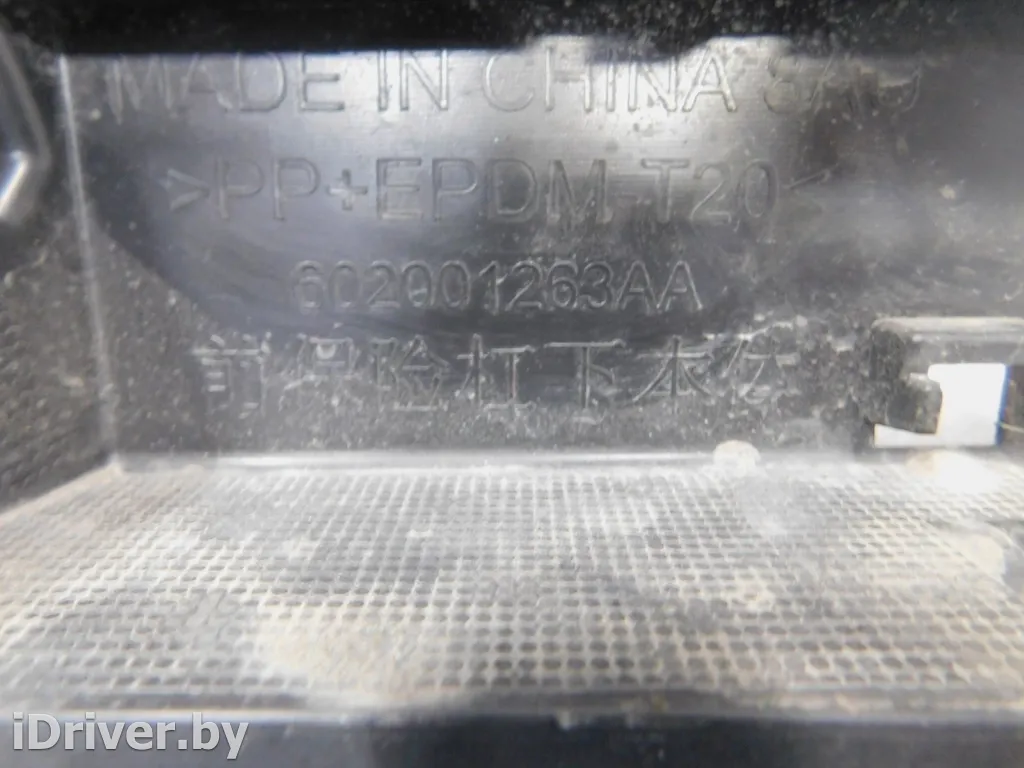 MADE IN CHINA
>PP+EPDM-T20<
602001263AA
前保险杠下本体
iDriver.by